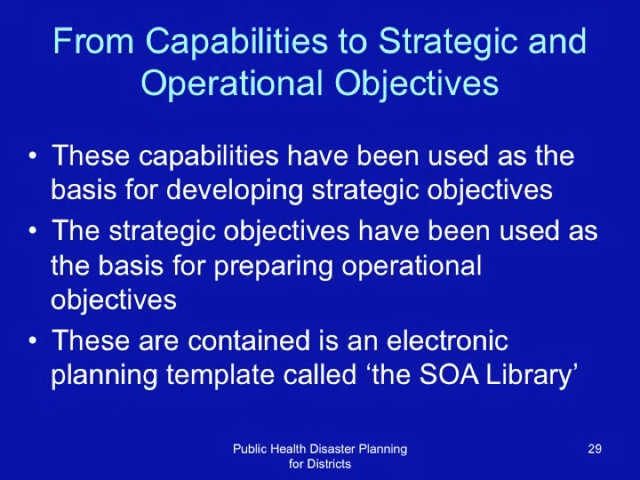 From Capabilities to Strategic and
Operational Objectives
• These capabilities have been used as the
basis for developing strategic objectives
• The strategic objectives have been used as
the basis for preparing operational
objectives
• These are contained is an electronic
planning template called ‘the SOA Library’
Public Health Disaster Planning
for Districts
29